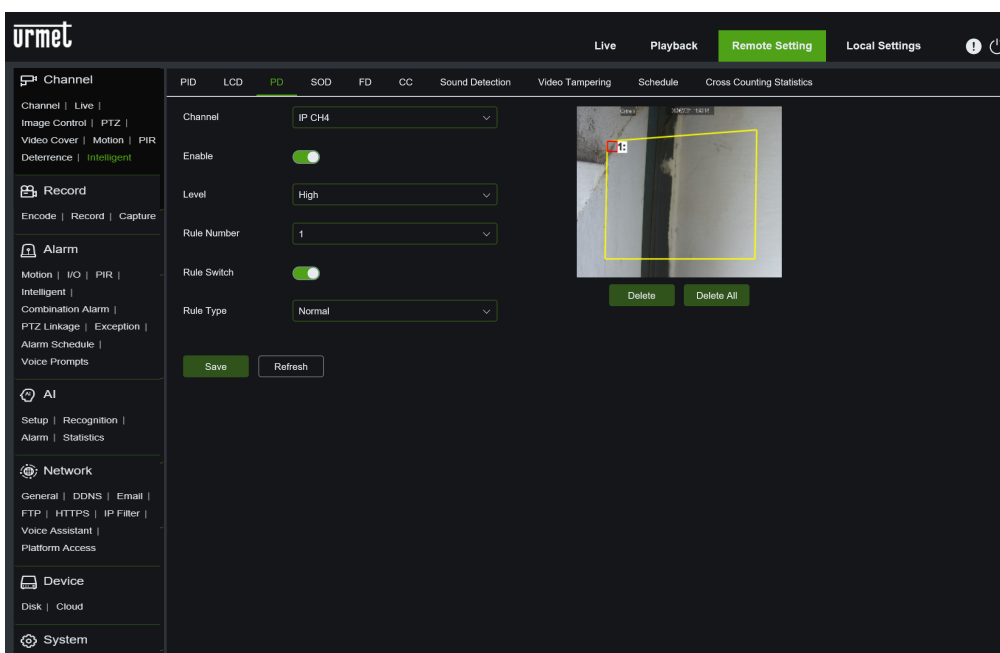 urmet
Live Playback Remote Setting Local Settings
Channel
Channel | Live |
Image Control | PTZ |
Video Cover | Motion | PIR
Deterrence | Intelligent
Record
Encode | Record | Capture
Alarm
Motion | I/O | PIR |
Intelligent |
Combination Alarm |
PTZ Linkage | Exception |
Alarm Schedule |
Voice Prompts
AI
Setup | Recognition |
Alarm | Statistics
Network
General | DDNS | Email |
FTP | HTTPS | IP Filter |
Voice Assistant |
Platform Access
Device
Disk | Cloud
System
PID LCD PD SOD FD CC Sound Detection Video Tampering Schedule Cross Counting Statistics
Channel IP CH4
Enable
Level High
Rule Number 1
Rule Switch
Rule Type Normal
Save Refresh
1:
Delete Delete All